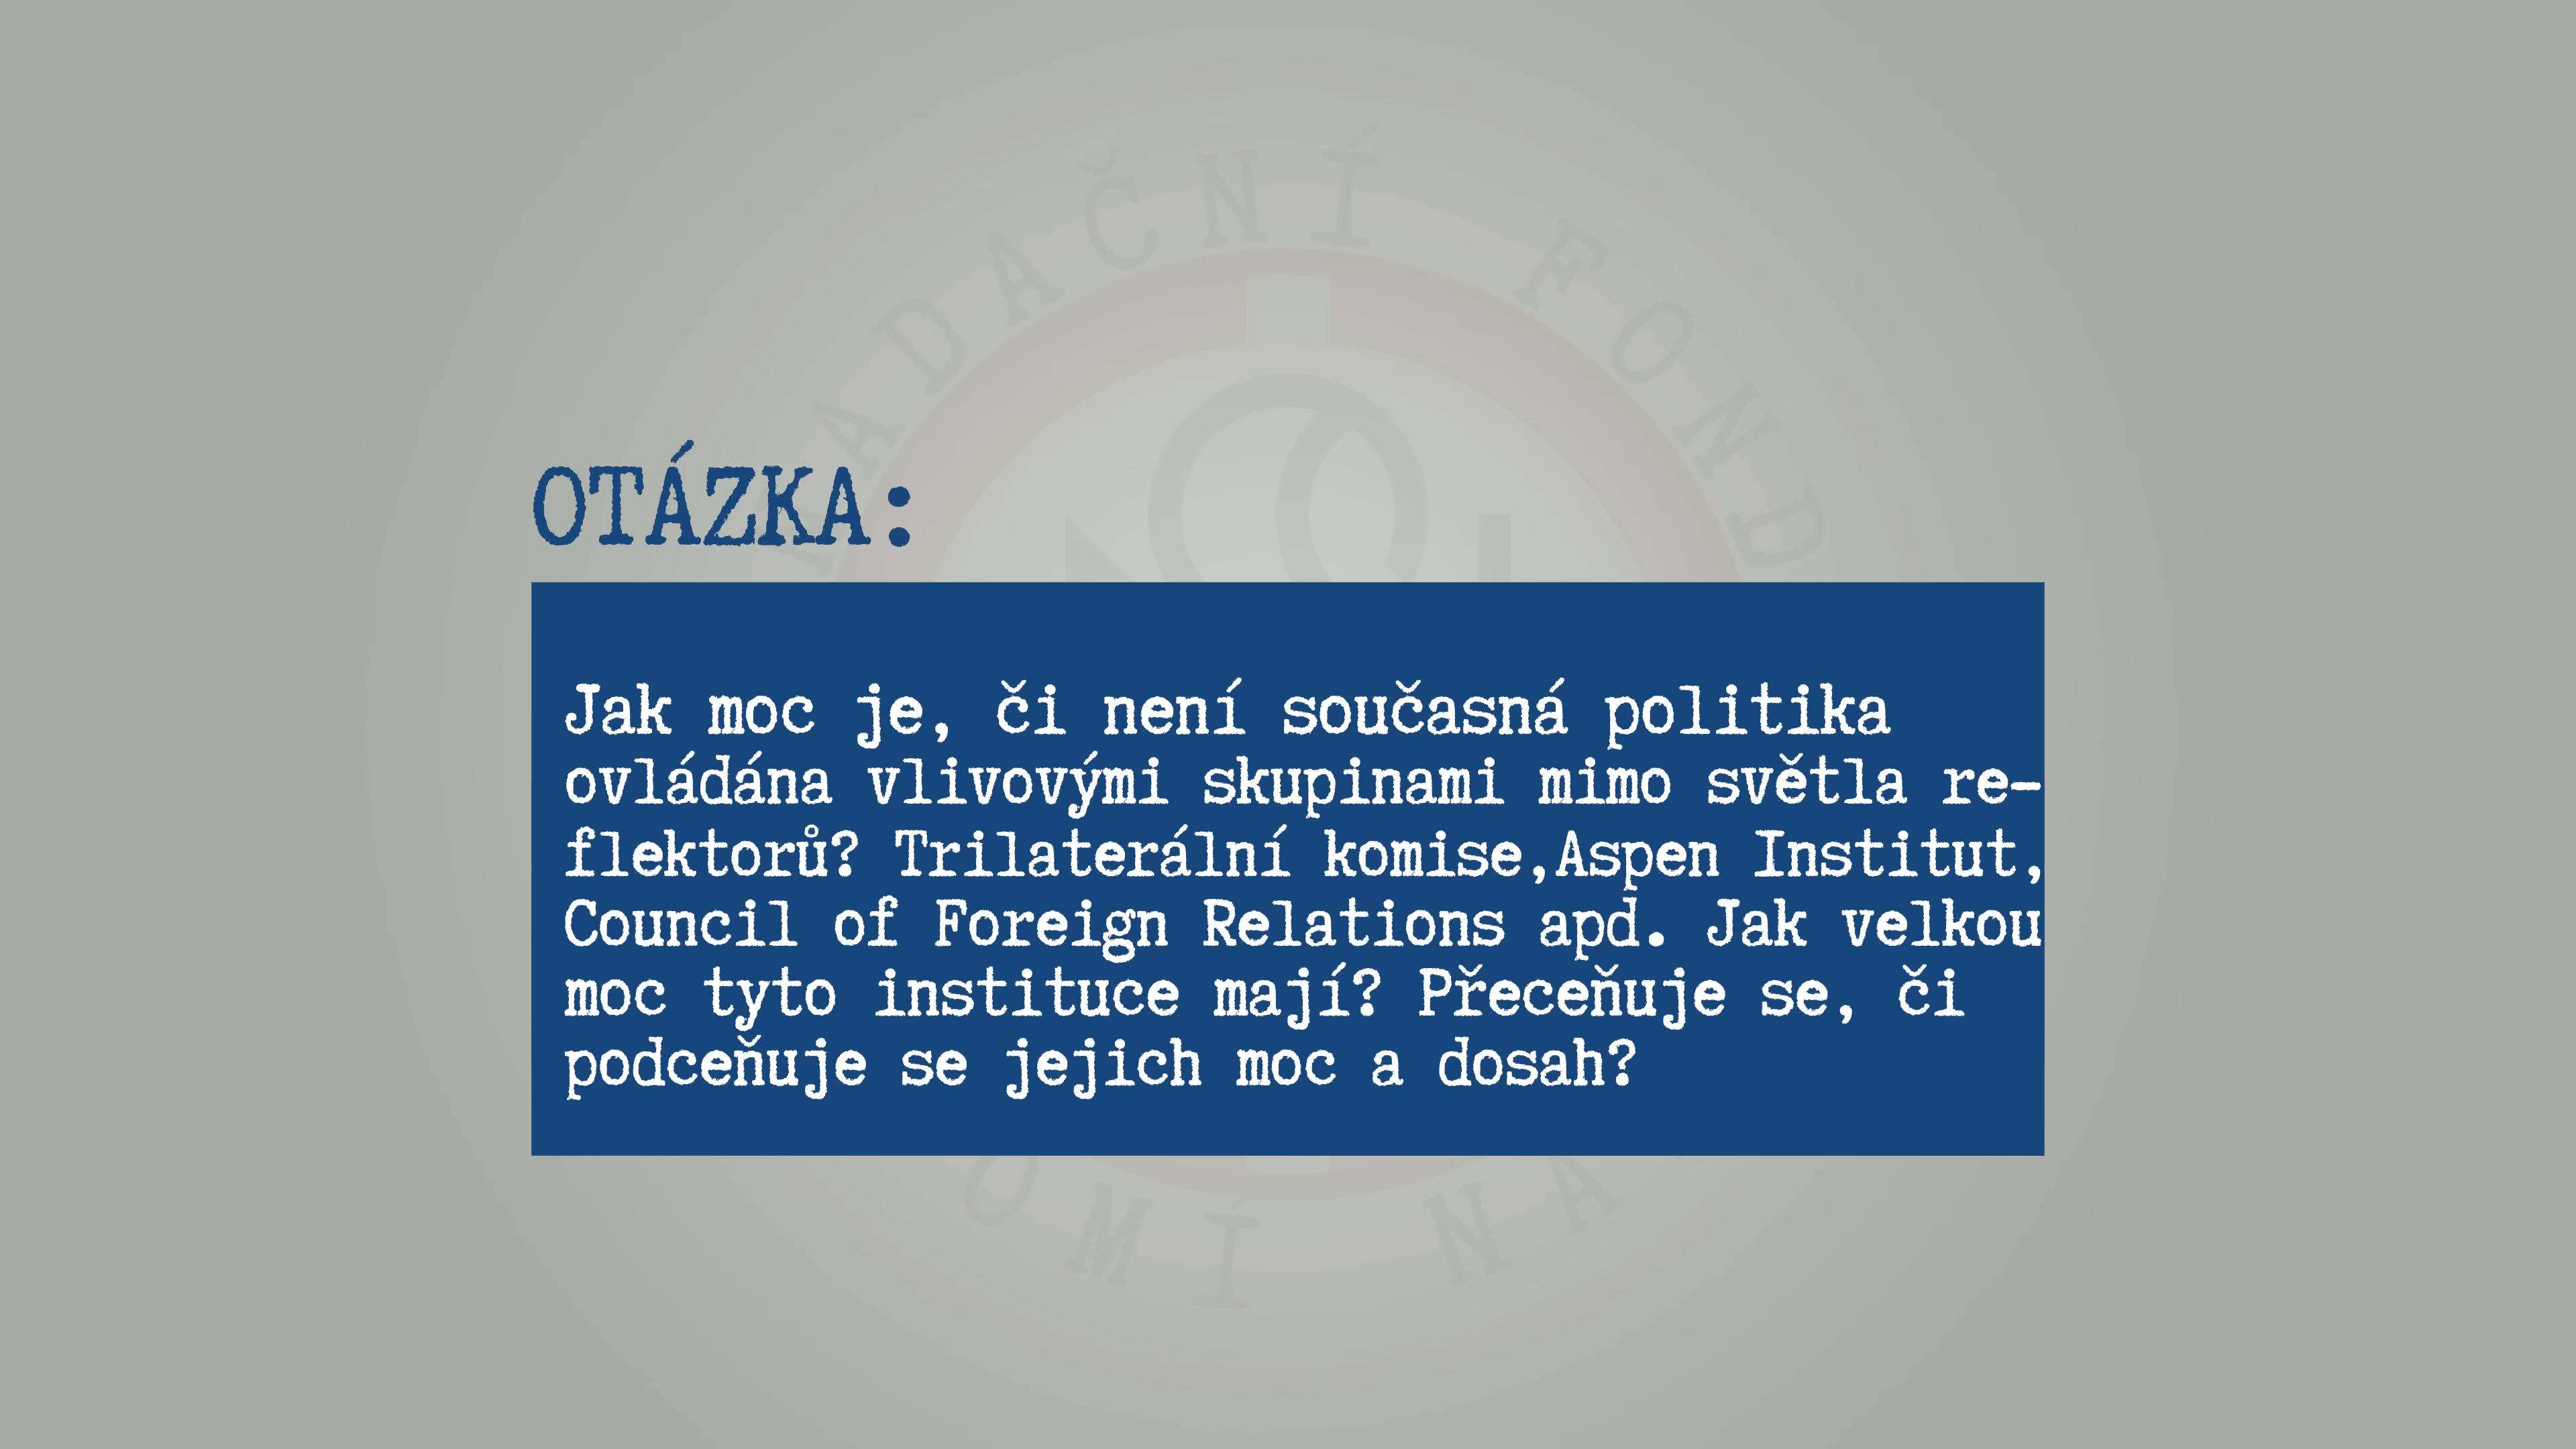 NADAČNÍ FOND
OTÁZKA:
Jak moc je, či není současná politika
ovládána vlivovými skupinami mimo světla re-
flektorů? Trilaterální komise,Aspen Institut,
Council of Foreign Relations apd. Jak velkou
moc tyto instituce mají? Přeceňuje se, či
podceňuje se jejich moc a dosah?